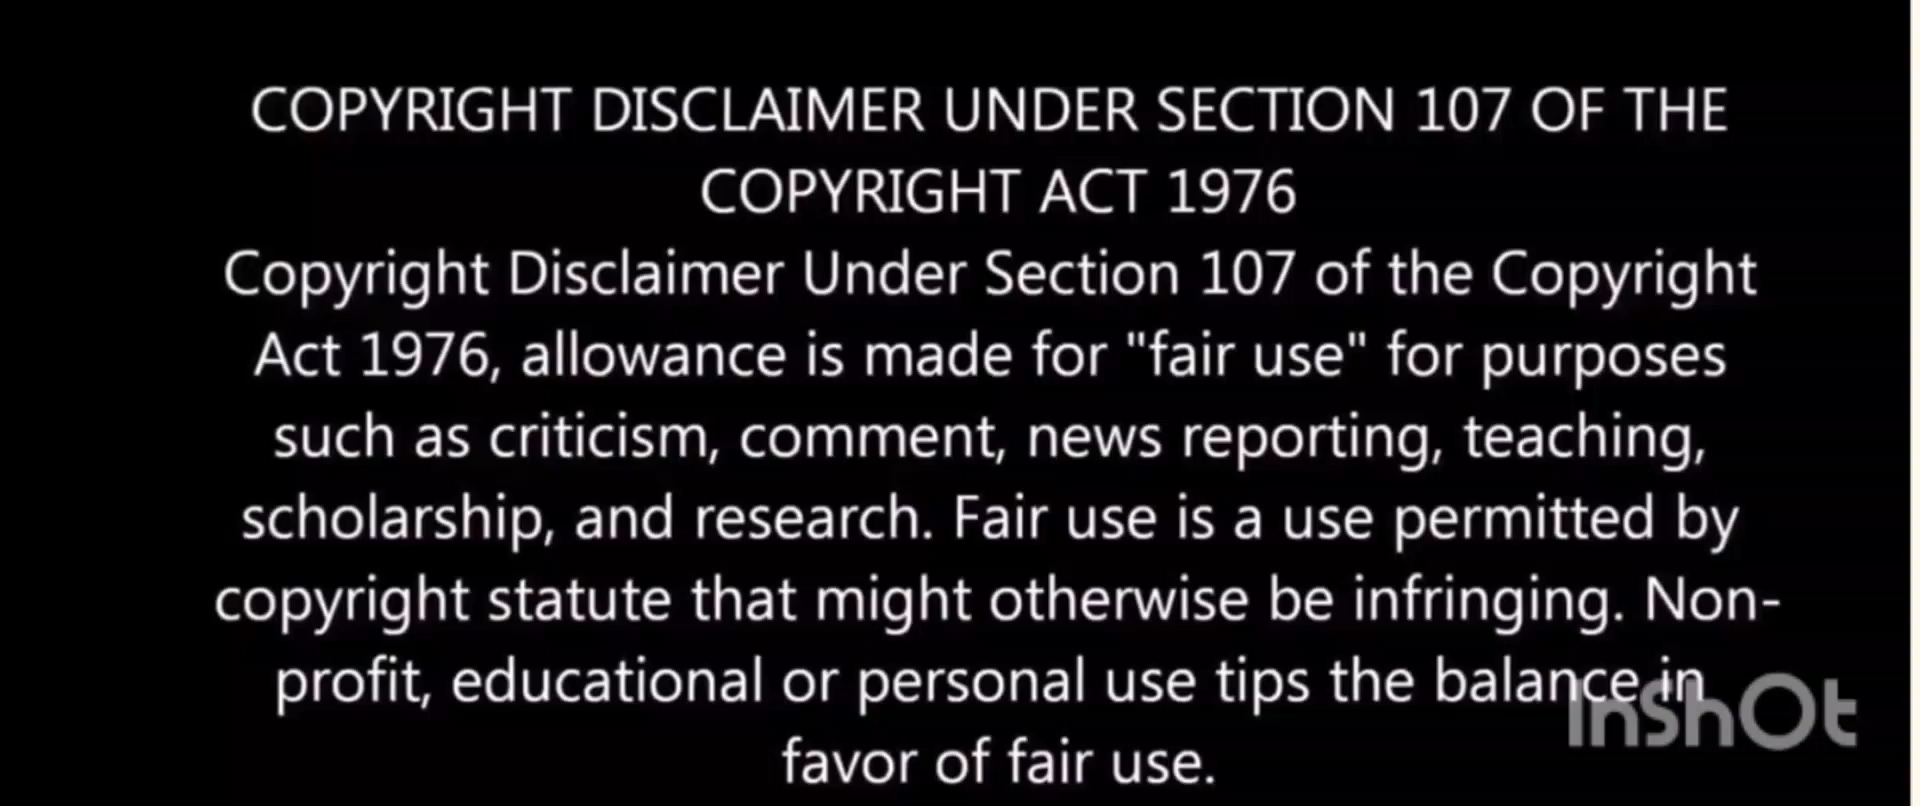 COPYRIGHT DISCLAIMER UNDER SECTION 107 OF THE
COPYRIGHT ACT 1976
Copyright Disclaimer Under Section 107 of the Copyright
Act 1976, allowance is made for "fair use" for purposes
such as criticism, comment, news reporting, teaching,
scholarship, and research. Fair use is a use permitted by
copyright statute that might otherwise be infringing. Non-
profit, educational or personal use tips the balance in
favor of fair use.
InShOt